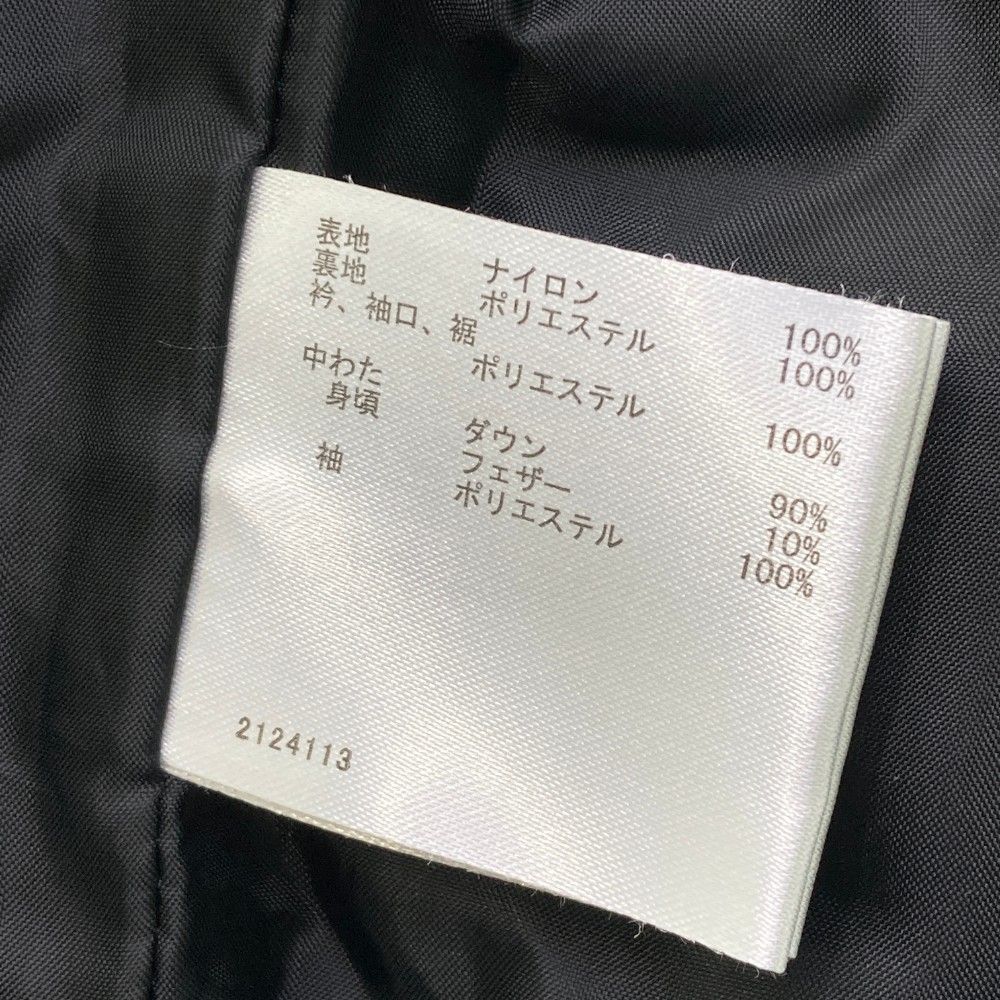 表地 ナイロン 100%
裏地 ポリエステル 100%
衿、袖口、裾
ポリエステル 100%
中わた
身頃 ダウン 90%
フェザー 10%
袖 ポリエステル 100%
2124113